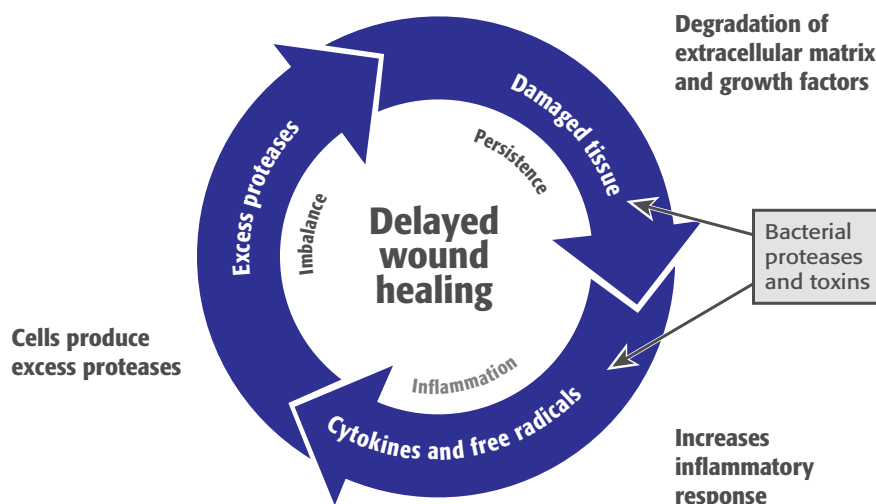 Degradation of
extracellular matrix
and growth factors
Damaged tissue
Persistence
Excess proteases
Imbalance
Delayed
wound
healing
Bacterial
proteases
and toxins
Cells produce
excess proteases
Inflammation
Cytokines and free radicals
Increases
inflammatory
response